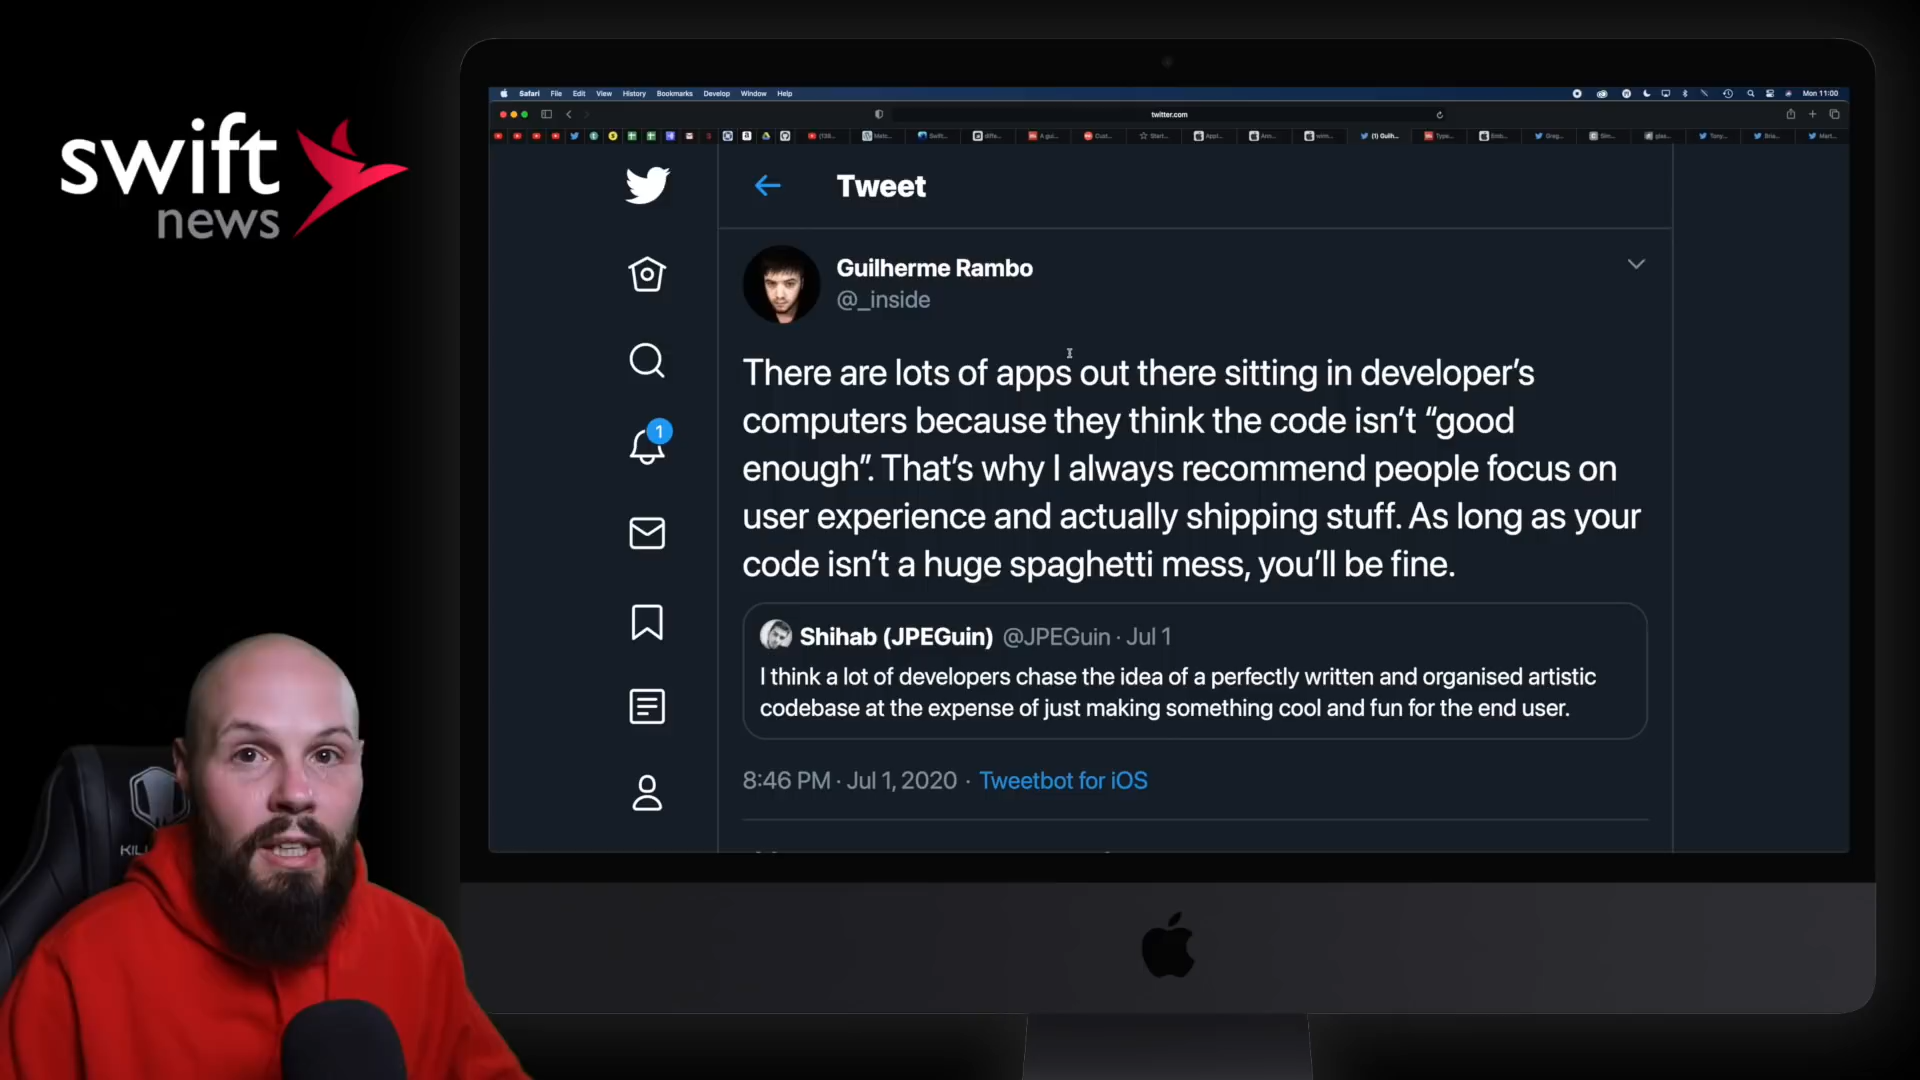 swift
news
Safari File Edit View History Bookmarks Develop Window Help
Mon 11:00
twitter.com
Tweet
Guilherme Rambo
@_inside
1
There are lots of apps out there sitting in developer’s
computers because they think the code isn’t “good
enough”. That’s why I always recommend people focus on
user experience and actually shipping stuff. As long as your
code isn’t a huge spaghetti mess, you’ll be fine.
Shihab (JPEGuin) @JPEGuin · Jul 1
I think a lot of developers chase the idea of a perfectly written and organised artistic
codebase at the expense of just making something cool and fun for the end user.
8:46 PM · Jul 1, 2020 · Tweetbot for iOS